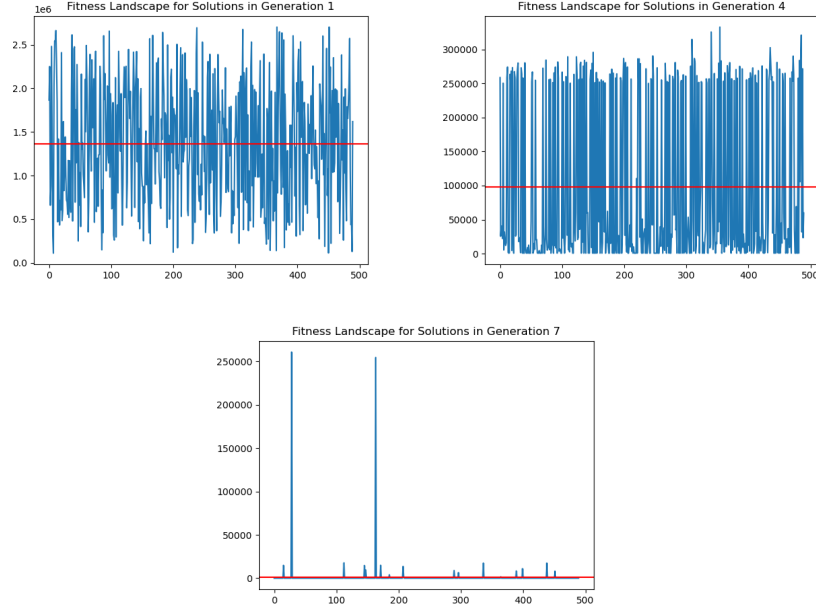 Fitness Landscape for Solutions in Generation 1
1e6
2.5
2.0
1.5
1.0
0.5
0.0
0 100 200 300 400 500
Fitness Landscape for Solutions in Generation 4
300000
250000
200000
150000
100000
50000
0
0 100 200 300 400 500
Fitness Landscape for Solutions in Generation 7
250000
200000
150000
100000
50000
0
0 100 200 300 400 500